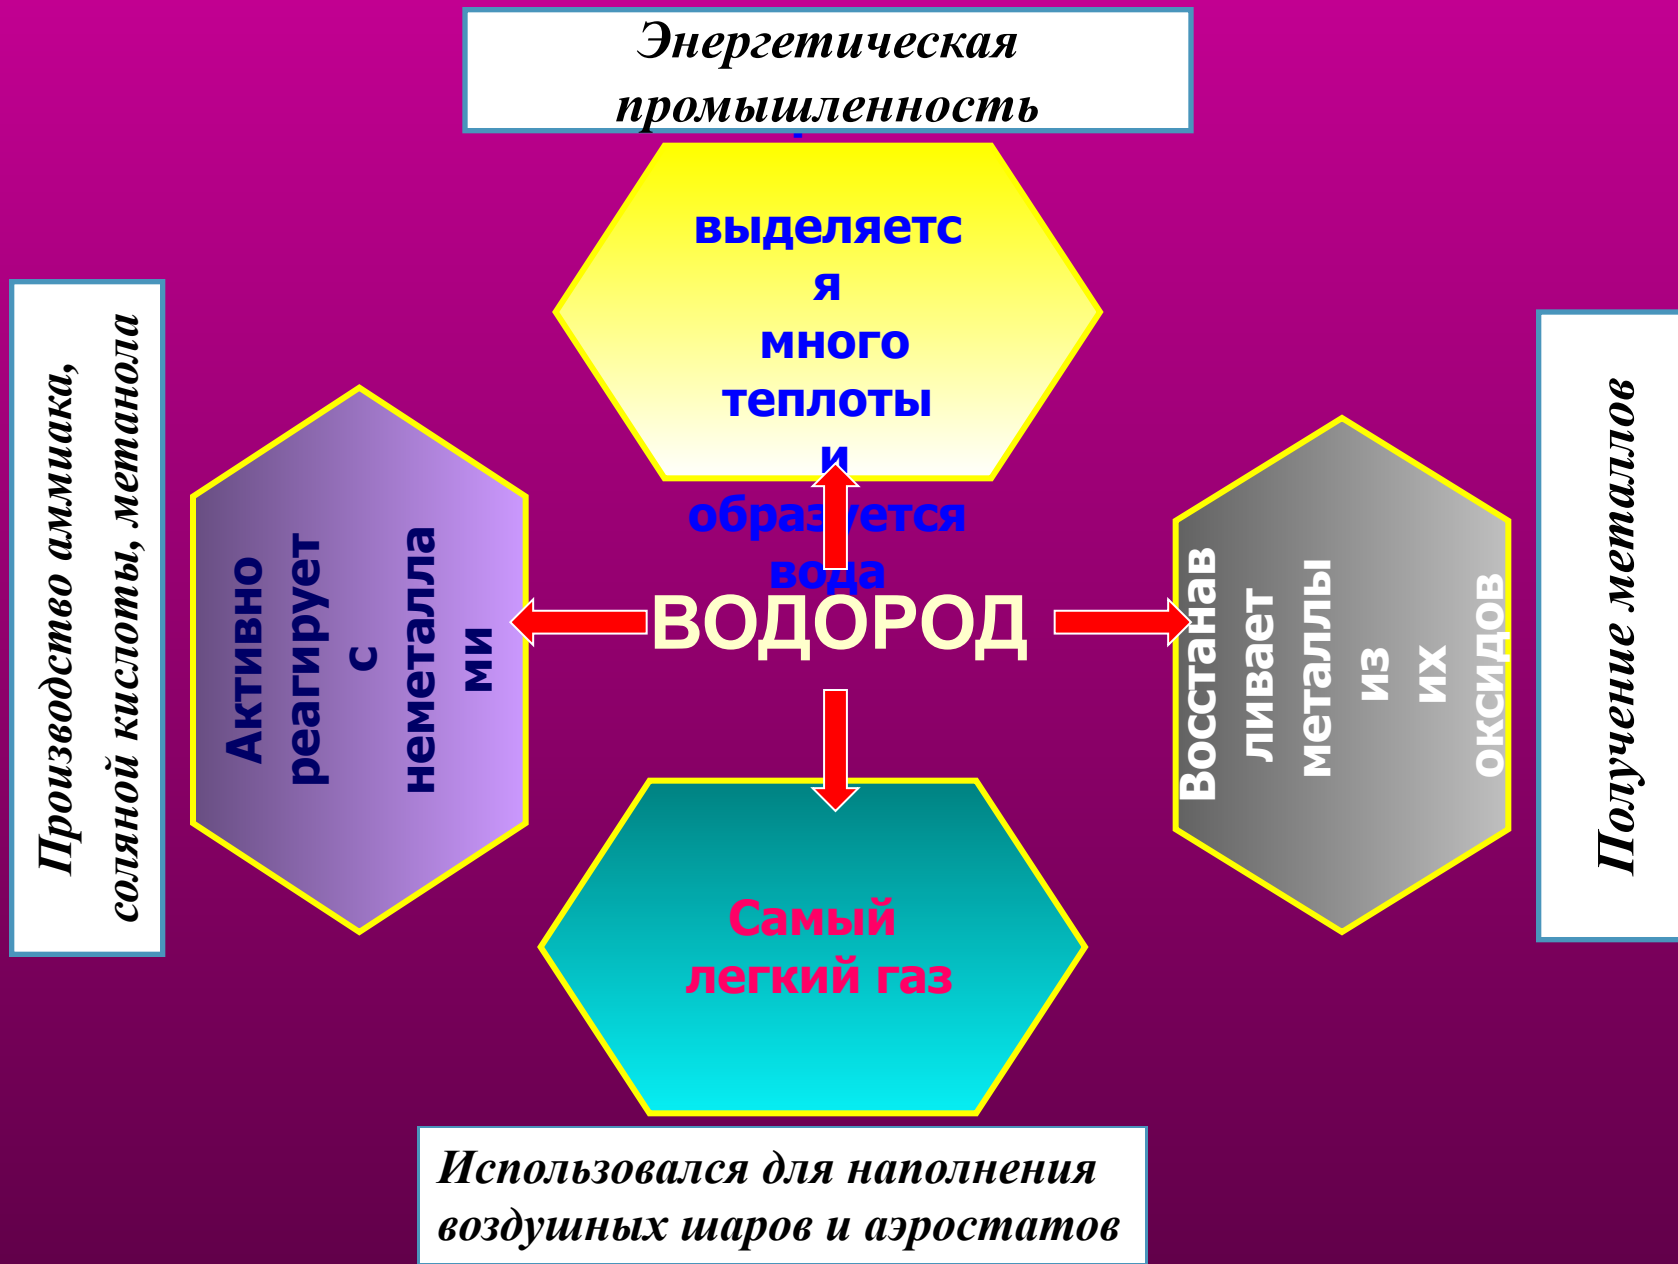 Энергетическая
промышленность
выделяетс
я
много
теплоты
и
образуется
вода
Производство аммиака,
соляной кислоты, метанола
Активно
реагирует
с
неметалла
ми
ВОДОРОД
Восстанав
ливает
металлы
из
их
оксидов
Получение металлов
Самый
легкий газ
Использовался для наполнения
воздушных шаров и аэростатов